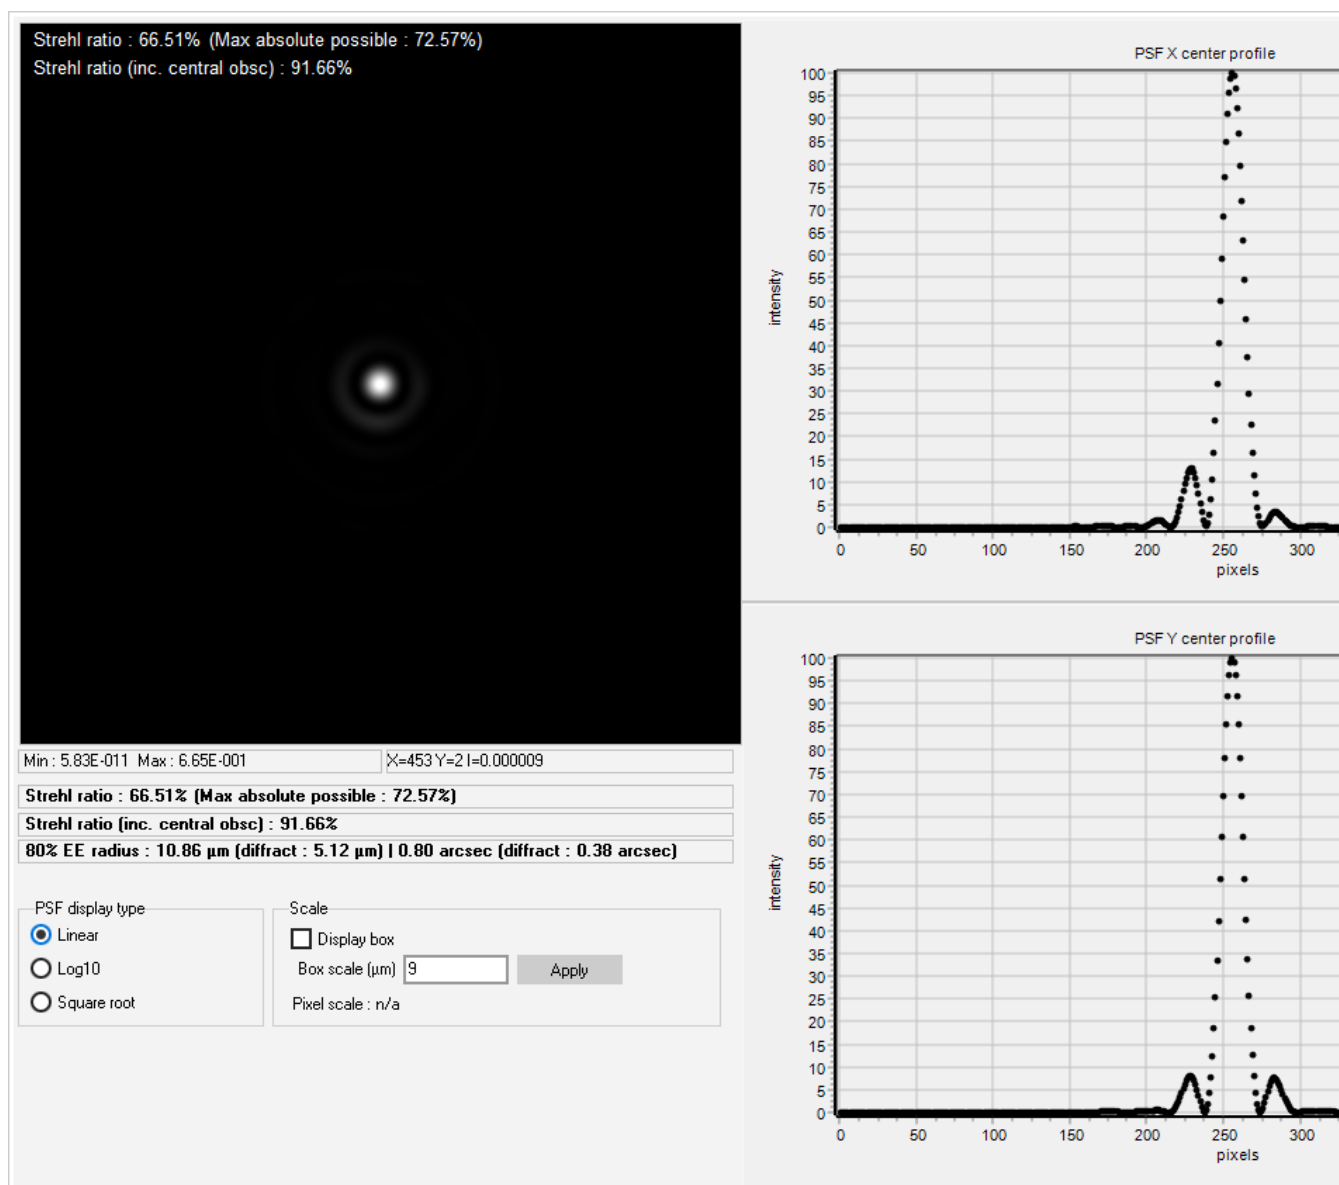 Strehl ratio : 66.51% (Max absolute possible : 72.57%)
Strehl ratio (inc. central obsc) : 91.66%
Min : 5.83E-011 Max : 6.65E-001
X=453 Y=2 I=0.000009
Strehl ratio : 66.51% (Max absolute possible : 72.57%)
Strehl ratio (inc. central obsc) : 91.66%
80% EE radius : 10.86 µm (diffract : 5.12 µm) | 0.80 arcsec (diffract : 0.38 arcsec)
PSF display type
Linear
Log10
Square root
Scale
Display box
Box scale (µm) 9 Apply
Pixel scale : n/a
PSF X center profile
100
95
90
85
80
75
70
65
60
55
50
45
40
35
30
25
20
15
10
5
0
intensity
0 50 100 150 200 250 300
pixels
PSF Y center profile
100
95
90
85
80
75
70
65
60
55
50
45
40
35
30
25
20
15
10
5
0
intensity
0 50 100 150 200 250 300
pixels